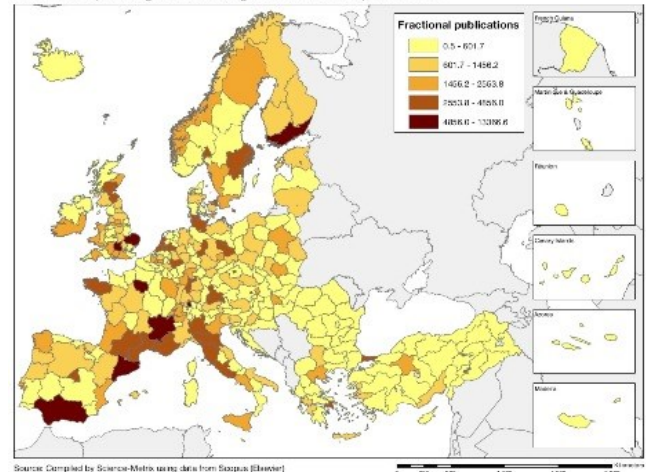 Fractional publications
0.5 - 601.7
601.7 - 1456.2
1456.2 - 2553.8
2553.8 - 4856.0
4856.0 - 13366.6
French Guiana
Martinique & Guadeloupe
Réunion
Canary Islands
Azores
Madeira
Source: Compiled by Science-Metrix using data from Scopus (Elsevier)
Kilometers